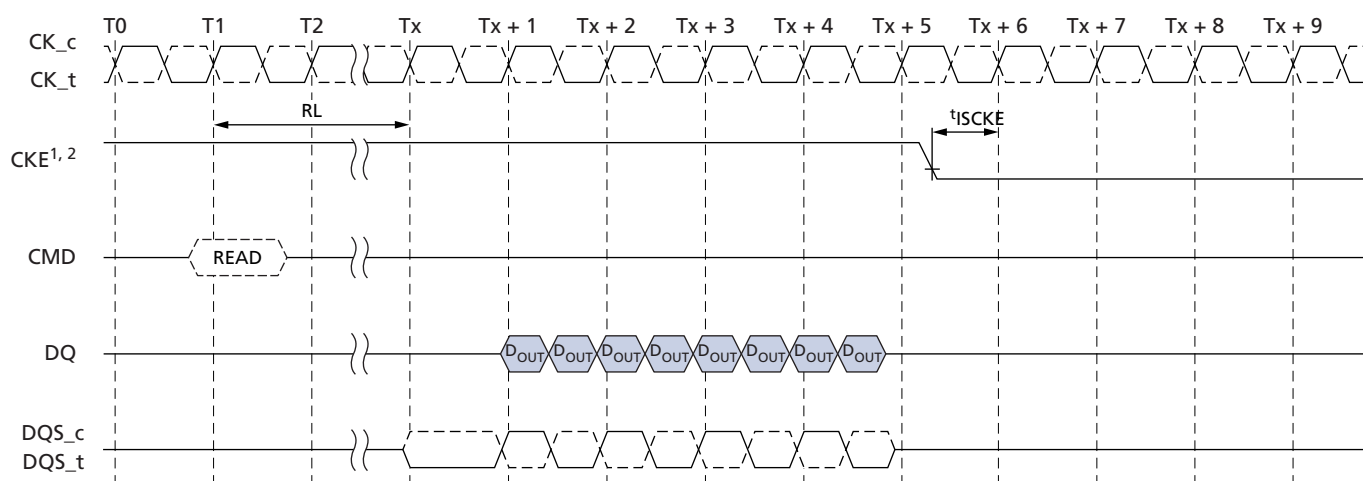 T0 T1 T2 Tx Tx + 1 Tx + 2 Tx + 3 Tx + 4 Tx + 5 Tx + 6 Tx + 7 Tx + 8 Tx + 9
CK_c
CK_t
RL
tISCKE
CKE1, 2
CMD READ
DQ DOUT DOUT DOUT DOUT DOUT DOUT DOUT DOUT
DQS_c
DQS_t